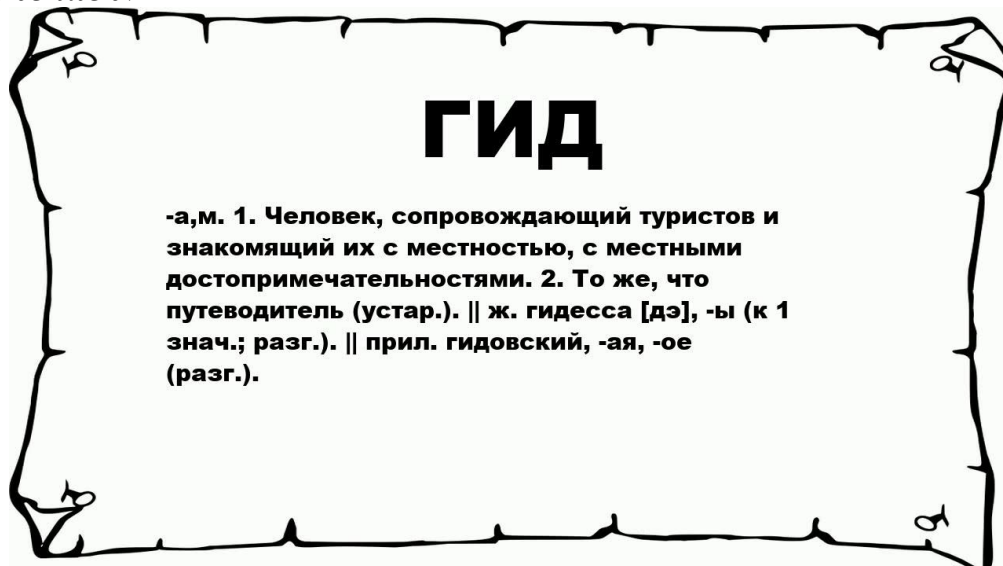 ГИД
-а,м. 1. Человек, сопровождающий туристов и
знакомящий их с местностью, с местными
достопримечательностями. 2. То же, что
путеводитель (устар.). || ж. гидесса [дэ], -ы (к 1
знач.; разг.). || прил. гидовский, -ая, -ое
(разг.).